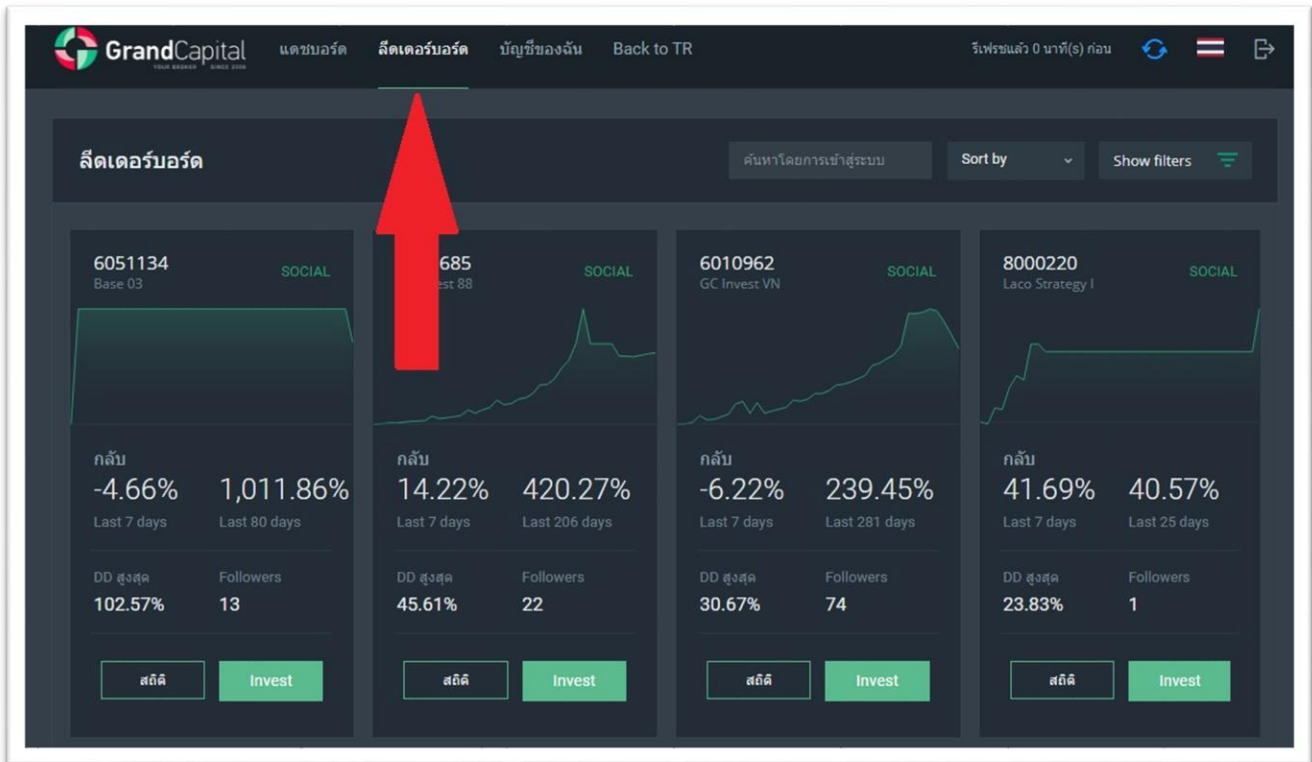 GrandCapital
YOUR BROKER SINCE 2006
แดชบอร์ด ลีดเดอร์บอร์ด บัญชีของฉัน Back to TR รีเฟรชแล้ว 0 นาที(s) ก่อน
ลีดเดอร์บอร์ด ค้นหาโดยการเข้าสู่ระบบ Sort by Show filters
6051134 SOCIAL 685 SOCIAL 6010962 SOCIAL 8000220 SOCIAL
Base 03 est 88 GC Invest VN Laco Strategy I
กลับ กลับ กลับ กลับ
-4.66% 1,011.86% 14.22% 420.27% -6.22% 239.45% 41.69% 40.57%
Last 7 days Last 80 days Last 7 days Last 206 days Last 7 days Last 281 days Last 7 days Last 25 days
DD สูงสุด Followers DD สูงสุด Followers DD สูงสุด Followers DD สูงสุด Followers
102.57% 13 45.61% 22 30.67% 74 23.83% 1
สถิติ Invest สถิติ Invest สถิติ Invest สถิติ Invest